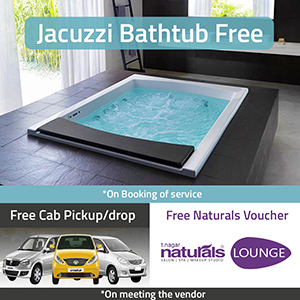 Jacuzzi Bathtub Free
*On Booking of service
Free Cab Pickup/drop
Free Naturals Voucher
t.nagar
naturals
SALON | SPA | MAKEUP STUDIO
LOUNGE
*On meeting the vendor